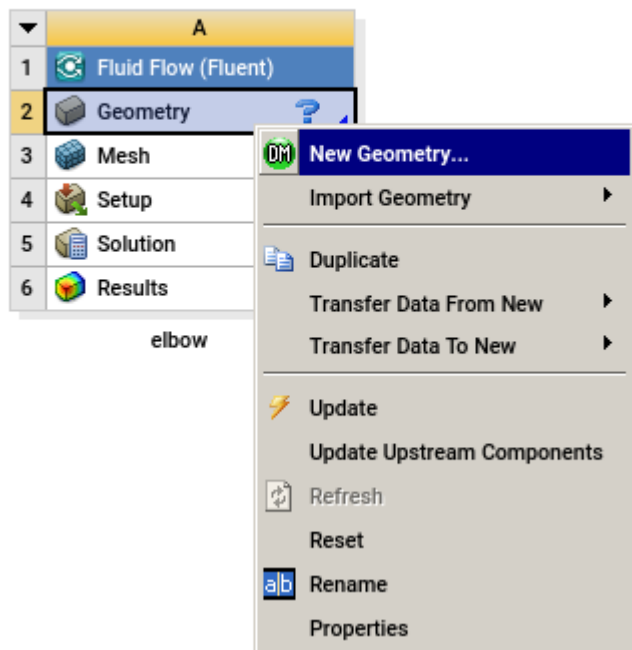 A
1 Fluid Flow (Fluent)
2 Geometry ?
3 Mesh
4 Setup
5 Solution
6 Results
elbow
DM New Geometry...
Import Geometry
Duplicate
Transfer Data From New
Transfer Data To New
Update
Update Upstream Components
Refresh
Reset
a|b Rename
Properties